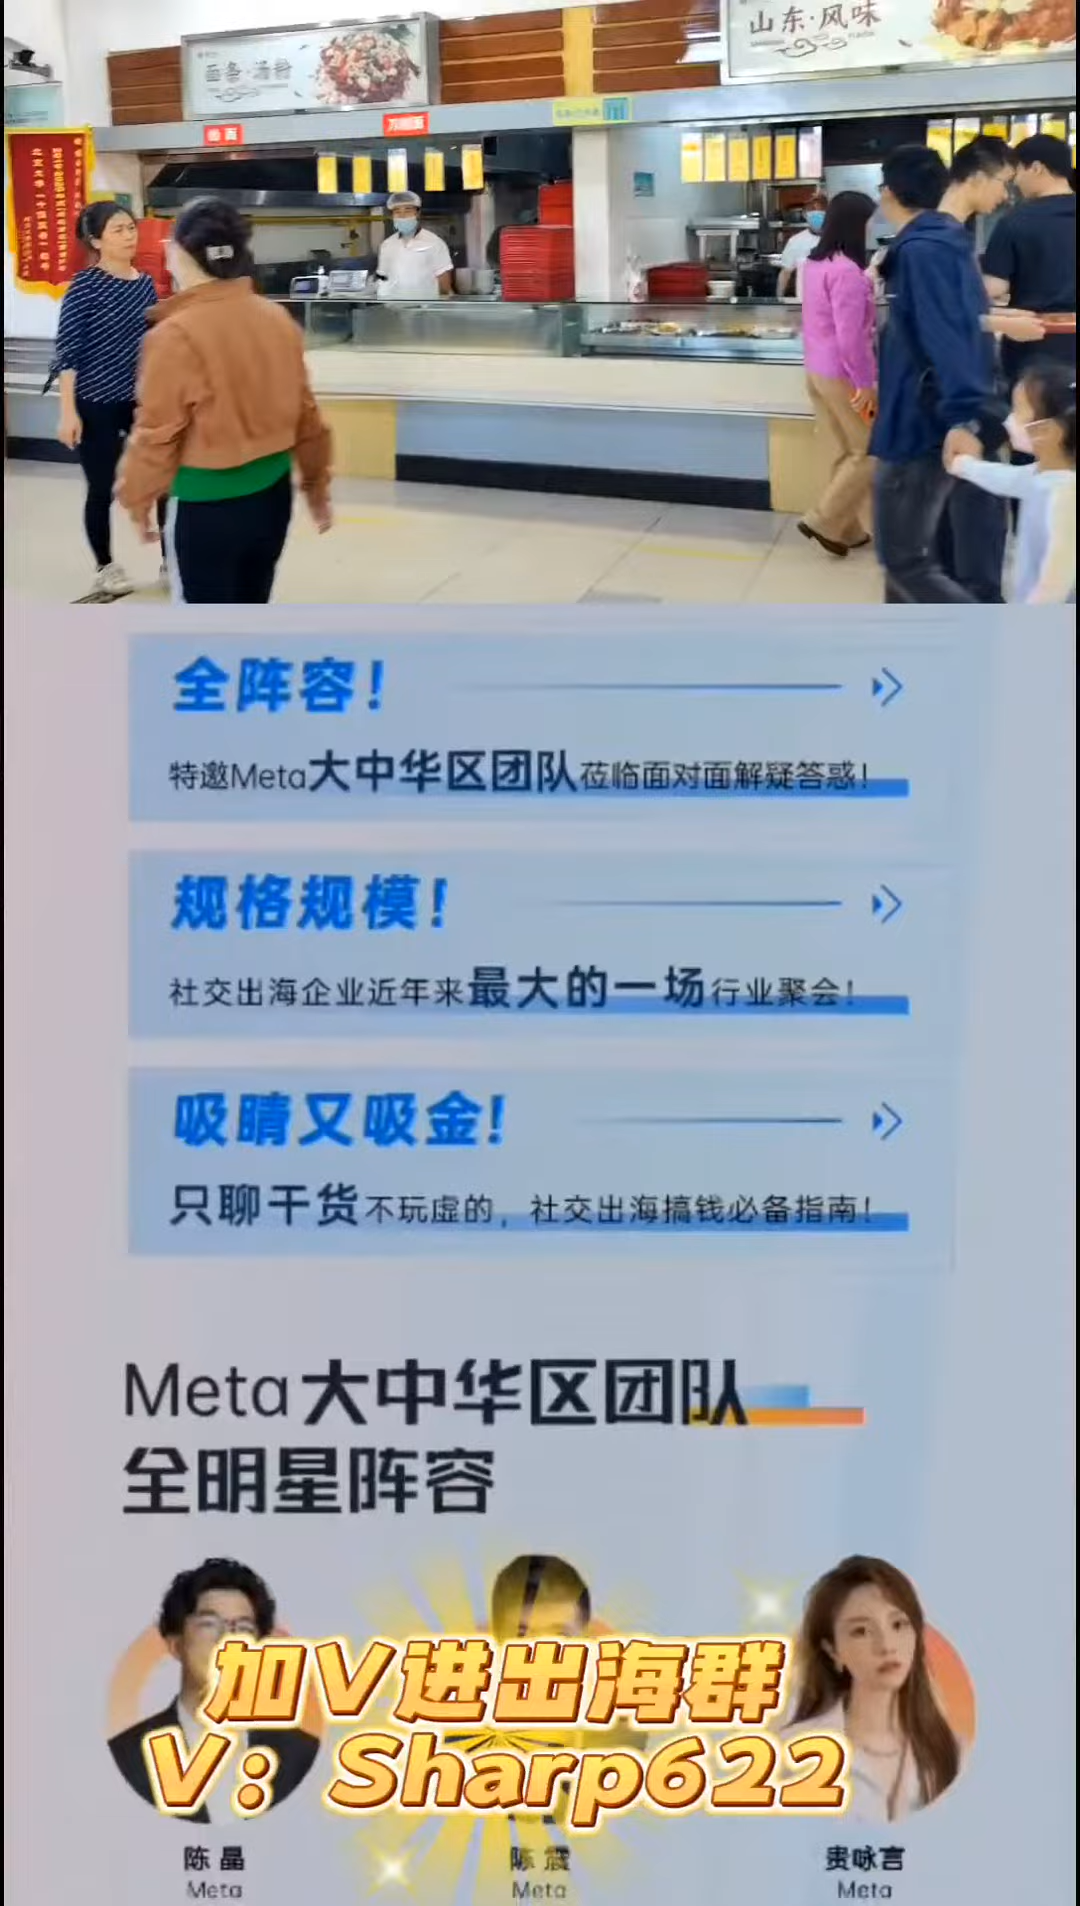 面条·汤粉
山东·风味
全阵容！
特邀Meta大中华区团队莅临面对面解疑答惑！
规格规模！
社交出海企业近年来最大的一场行业聚会！
吸睛又吸金！
只聊干货不玩虚的，社交出海搞钱必备指南！
Meta大中华区团队
全明星阵容
加V进出海群
V：Sharp622
陈晶
陈震
贵咏言
Meta
Meta
Meta